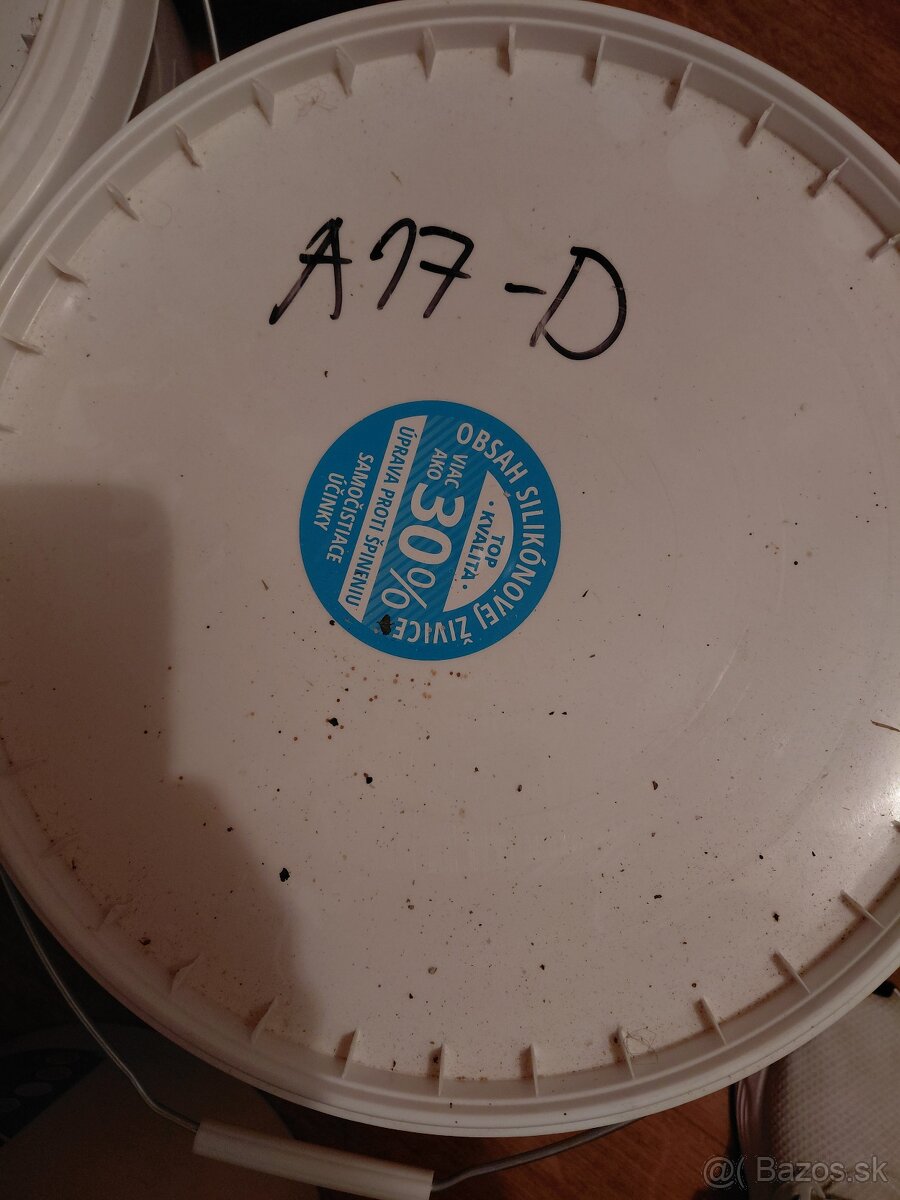 A17-D
OBSAH SILIKÓNOVEJ ŽIVICE
TOP
KVALITA
VIAC
AKO
30%
ÚPRAVA PROTI ŠPINENIU
SAMOČISTIACE
ÚČINKY
@( Bazos.sk